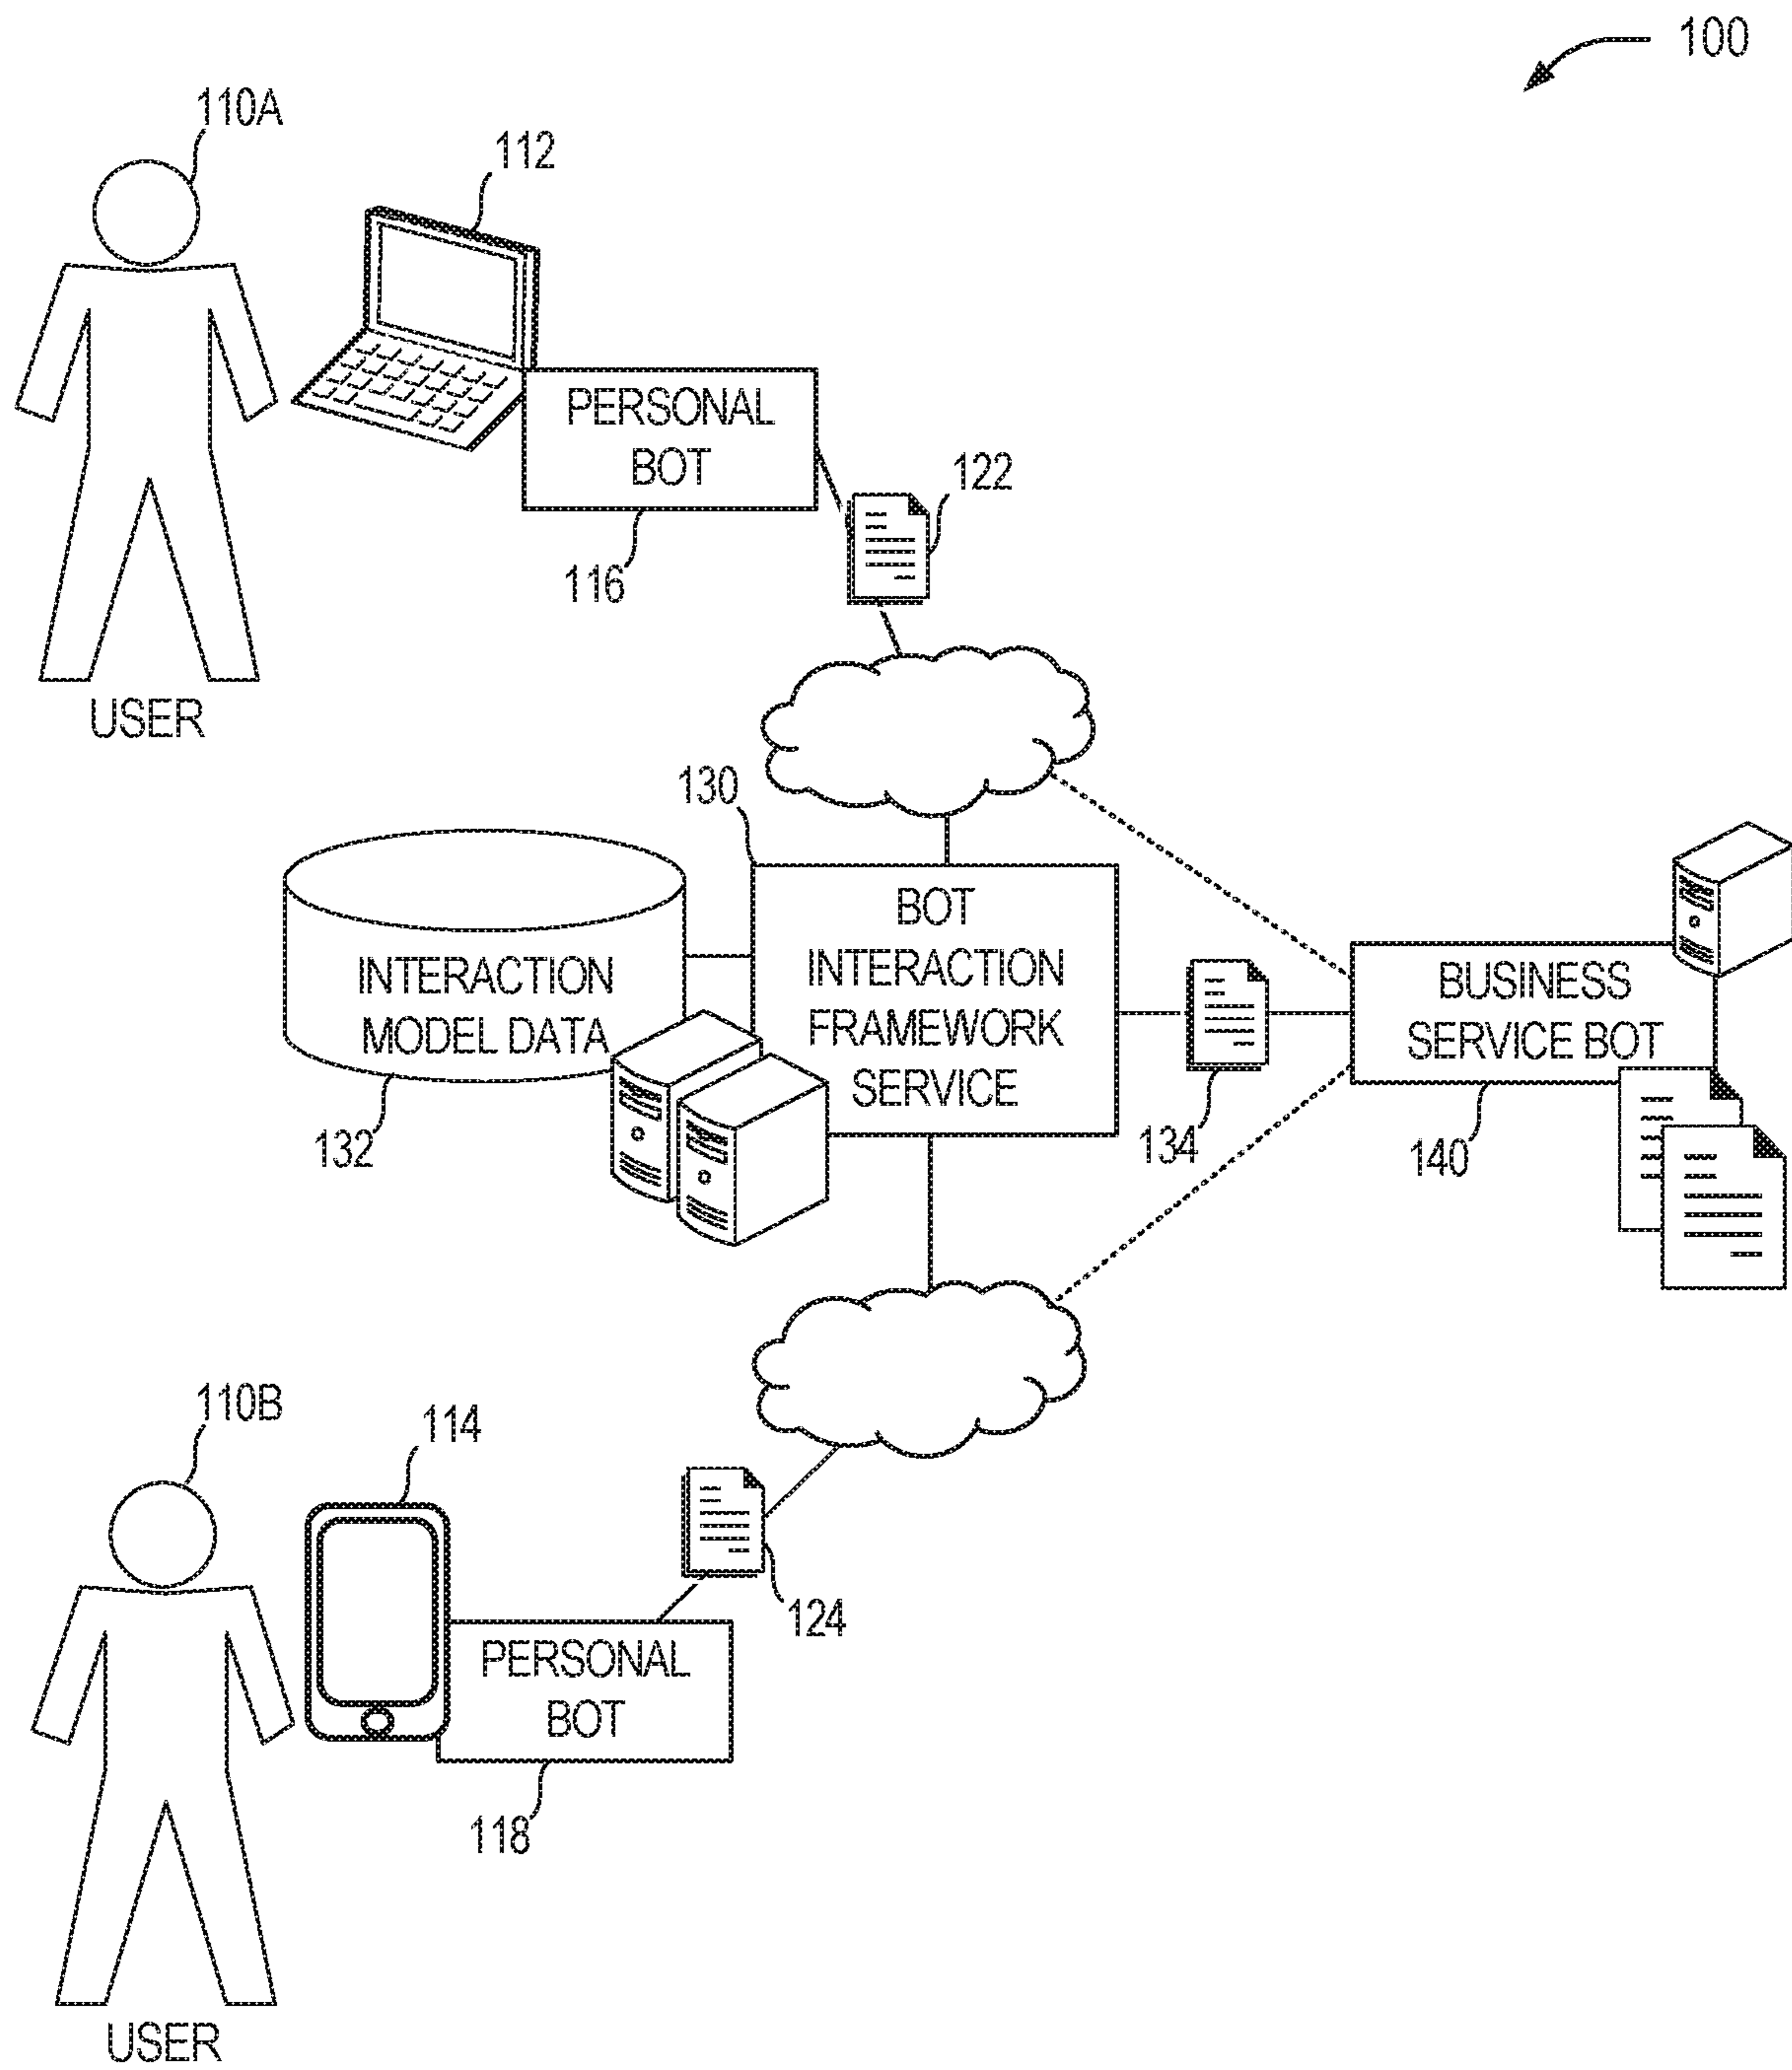 100
110A
112
PERSONAL
BOT
122
116
USER
130
BOT
INTERACTION
FRAMEWORK
SERVICE
INTERACTION
MODEL DATA
BUSINESS
SERVICE BOT
132
134
140
110B
114
124
PERSONAL
BOT
118
USER